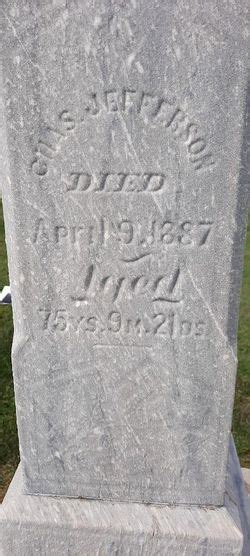 CHAS. JEFFERSON
DIED
April 9, 1887
Aged
75 YS. 9 M. 21 DS